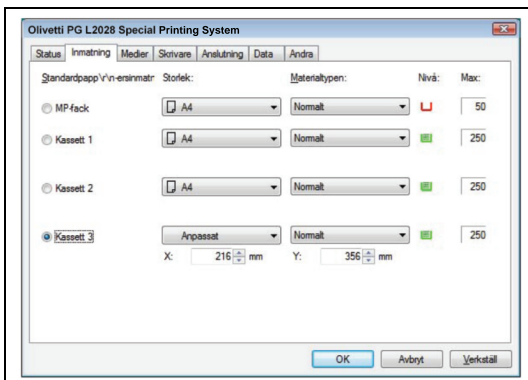 Olivetti PG L2028 Special Printing System
Status Inmatning Medier Skrivare Anslutning Data Andra
Standardpapp\r\n-ersinmatr Storlek: Materialtypen: Nivå: Max:
MP-fack A4 Normalt 50
Kassett 1 A4 Normalt 250
Kassett 2 A4 Normalt 250
Kassett 3 Anpassat Normalt 250
X: 216 mm Y: 356 mm
OK Avbryt Verkställ